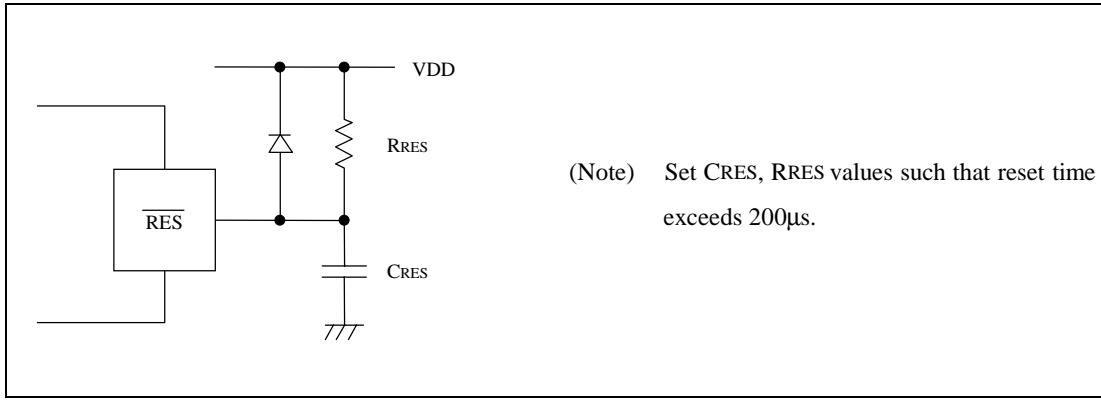 VDD
RRES
RES
CRES
(Note) Set CRES, RRES values such that reset time
exceeds 200μs.